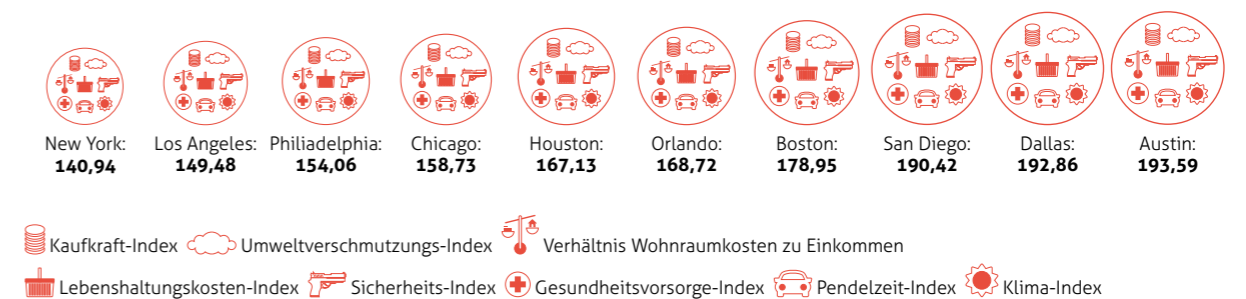 New York: Los Angeles: Philiadelphia: Chicago: Houston: Orlando: Boston: San Diego: Dallas: Austin:
140,94 149,48 154,06 158,73 167,13 168,72 178,95 190,42 192,86 193,59
Kaufkraft-Index Umweltverschmutzungs-Index Verhältnis Wohnraumkosten zu Einkommen
Lebenshaltungskosten-Index Sicherheits-Index Gesundheitsvorsorge-Index Pendelzeit-Index Klima-Index